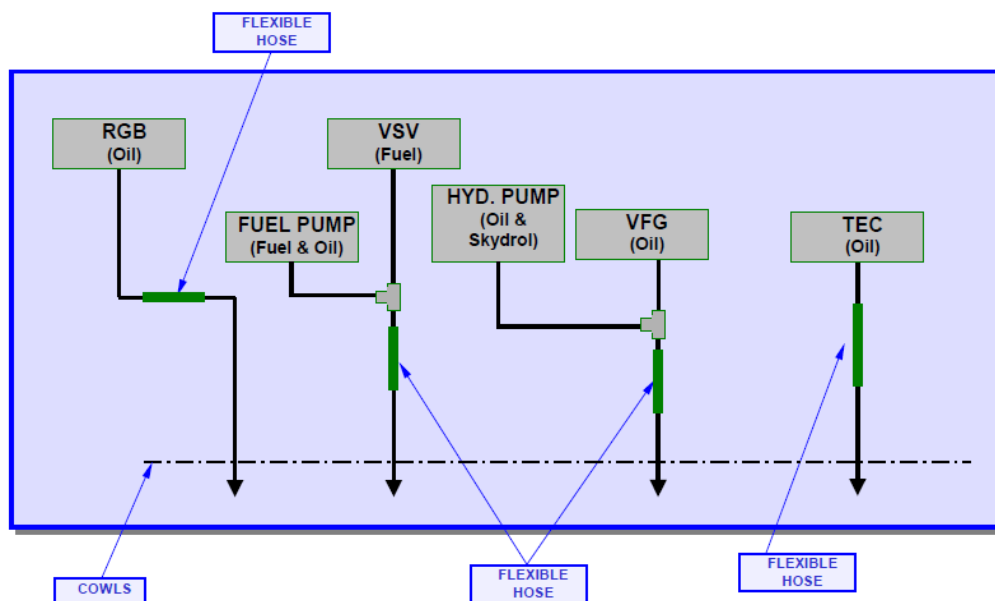 FLEXIBLE
HOSE
RGB
(Oil)
VSV
(Fuel)
FUEL PUMP
(Fuel & Oil)
HYD. PUMP
(Oil &
Skydrol)
VFG
(Oil)
TEC
(Oil)
COWLS
FLEXIBLE
HOSE
FLEXIBLE
HOSE